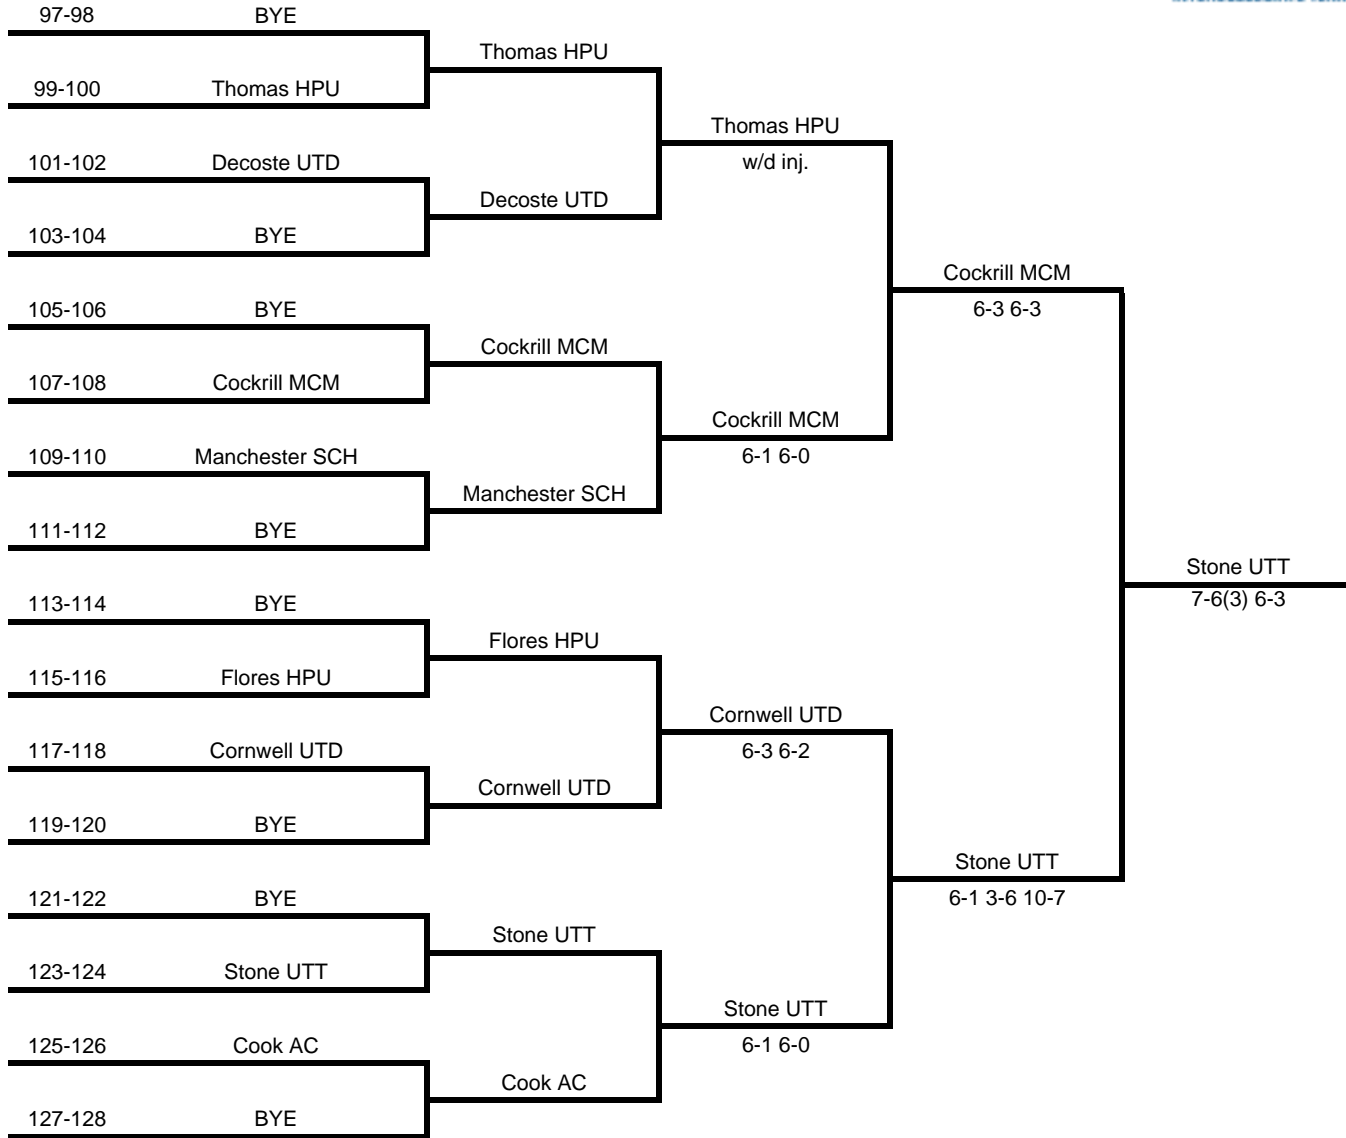 97-98 BYE
Thomas HPU
99-100 Thomas HPU
Thomas HPU
w/d inj.
101-102 Decoste UTD
Decoste UTD
103-104 BYE
Cockrill MCM
6-3 6-3
105-106 BYE
Cockrill MCM
107-108 Cockrill MCM
Cockrill MCM
6-1 6-0
109-110 Manchester SCH
Manchester SCH
111-112 BYE
Stone UTT
7-6(3) 6-3
113-114 BYE
Flores HPU
115-116 Flores HPU
Cornwell UTD
6-3 6-2
117-118 Cornwell UTD
Cornwell UTD
119-120 BYE
Stone UTT
6-1 3-6 10-7
121-122 BYE
Stone UTT
123-124 Stone UTT
Stone UTT
6-1 6-0
125-126 Cook AC
Cook AC
127-128 BYE